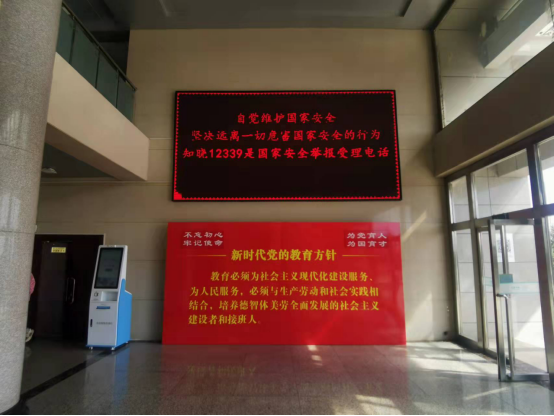 自觉维护国家安全
坚决远离一切危害国家安全的行为
知晓12339是国家安全举报受理电话
不忘初心
牢记使命
为党育人
为国育才
新时代党的教育方针
教育必须为社会主义现代化建设服务、
为人民服务，必须与生产劳动和社会实践相
结合，培养德智体美劳全面发展的社会主义
建设者和接班人。